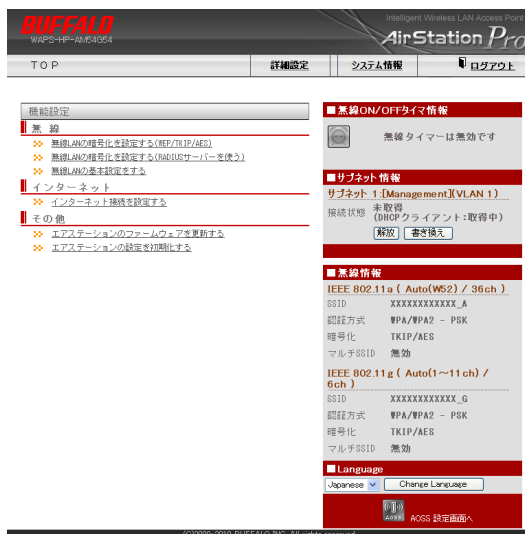 BUFFALO
WAPS-HP-AM54G54
Intelligent Wireless LAN Access Point
AirStation Pro
TOP
詳細設定
システム情報
ログアウト
機能設定
無 線
無線LANの暗号化を設定する(WEP/TKIP/AES)
無線LANの暗号化を設定する(RADIUSサーバーを使う)
無線LANの基本設定をする
インターネット
インターネット接続を設定する
その他
エアステーションのファームウェアを更新する
エアステーションの設定を初期化する
■無線ON/OFFタイマ情報
無線タイマーは無効です
■サブネット情報
サブネット 1:[Management](VLAN 1)
接続状態 未取得
(DHCPクライアント:取得中)
解放 書き換え
■無線情報
IEEE 802.11a ( Auto(W52) / 36ch )
SSID XXXXXXXXXXXX_A
認証方式 WPA/WPA2 - PSK
暗号化 TKIP/AES
マルチSSID 無効
IEEE 802.11g ( Auto(1～11ch) /
6ch )
SSID XXXXXXXXXXXX_G
認証方式 WPA/WPA2 - PSK
暗号化 TKIP/AES
マルチSSID 無効
■Language
Japanese Change Language
AOSS AOSS 設定画面へ